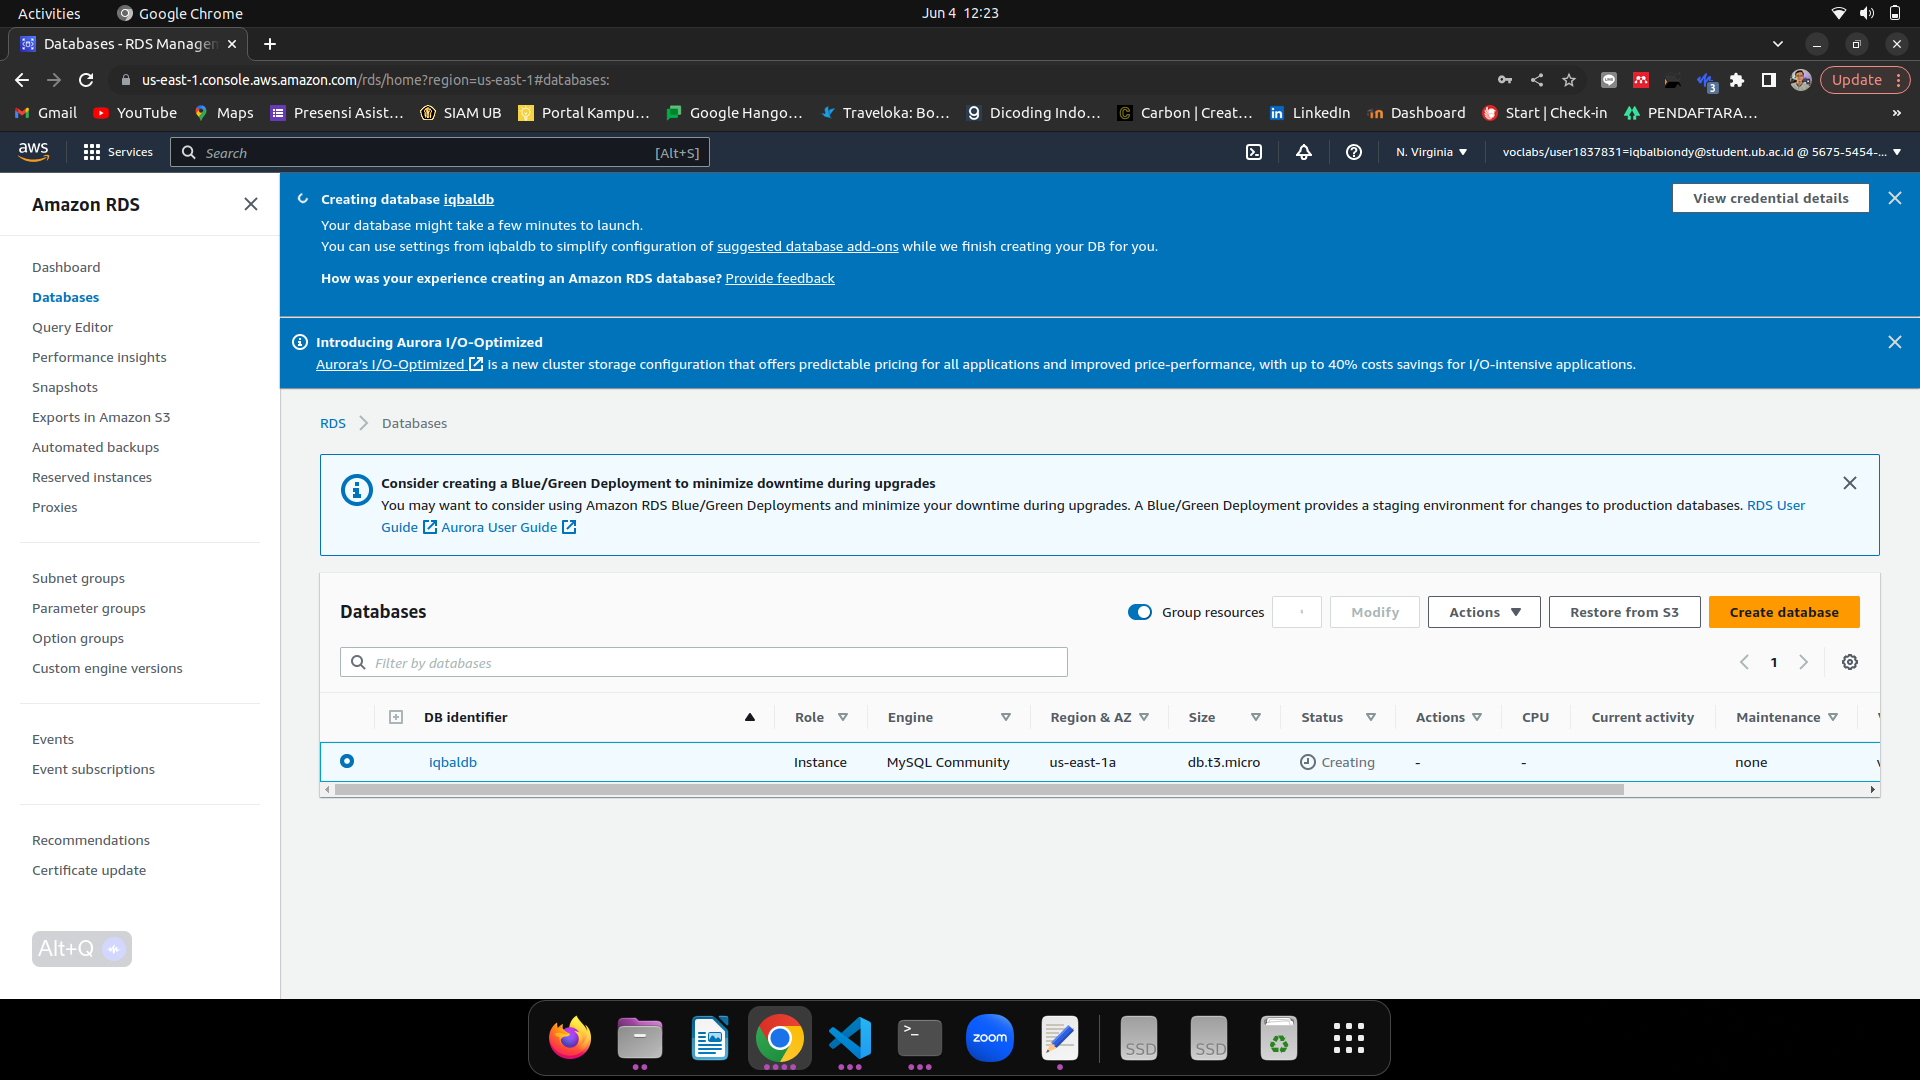 Activities Google Chrome Jun 4 12:23
Databases - RDS Managem
us-east-1.console.aws.amazon.com/rds/home?region=us-east-1#databases: 3 Update
Gmail YouTube Maps Presensi Asist... SIAM UB Portal Kampu... Google Hango... Traveloka: Bo... Dicoding Indo... Carbon | Creat... LinkedIn Dashboard Start | Check-in PENDAFTARA... »
aws Services Search [Alt+S] N. Virginia voclabs/user1837831=iqbalbiondy@student.ub.ac.id @ 5675-5454-...
Amazon RDS
Dashboard
Databases
Query Editor
Performance insights
Snapshots
Exports in Amazon S3
Automated backups
Reserved instances
Proxies
Subnet groups
Parameter groups
Option groups
Custom engine versions
Events
Event subscriptions
Recommendations
Certificate update
Alt+Q
Creating database iqbaldb View credential details
Your database might take a few minutes to launch.
You can use settings from iqbaldb to simplify configuration of suggested database add-ons while we finish creating your DB for you.
How was your experience creating an Amazon RDS database? Provide feedback
Introducing Aurora I/O-Optimized
Aurora's I/O-Optimized is a new cluster storage configuration that offers predictable pricing for all applications and improved price-performance, with up to 40% costs savings for I/O-intensive applications.
RDS Databases
Consider creating a Blue/Green Deployment to minimize downtime during upgrades
You may want to consider using Amazon RDS Blue/Green Deployments and minimize your downtime during upgrades. A Blue/Green Deployment provides a staging environment for changes to production databases. RDS User
Guide Aurora User Guide
Databases Group resources Modify Actions Restore from S3 Create database
Filter by databases 1
DB identifier Role Engine Region & AZ Size Status Actions CPU Current activity Maintenance
iqbaldb Instance MySQL Community us-east-1a db.t3.micro Creating - - none
zoom SSD SSD